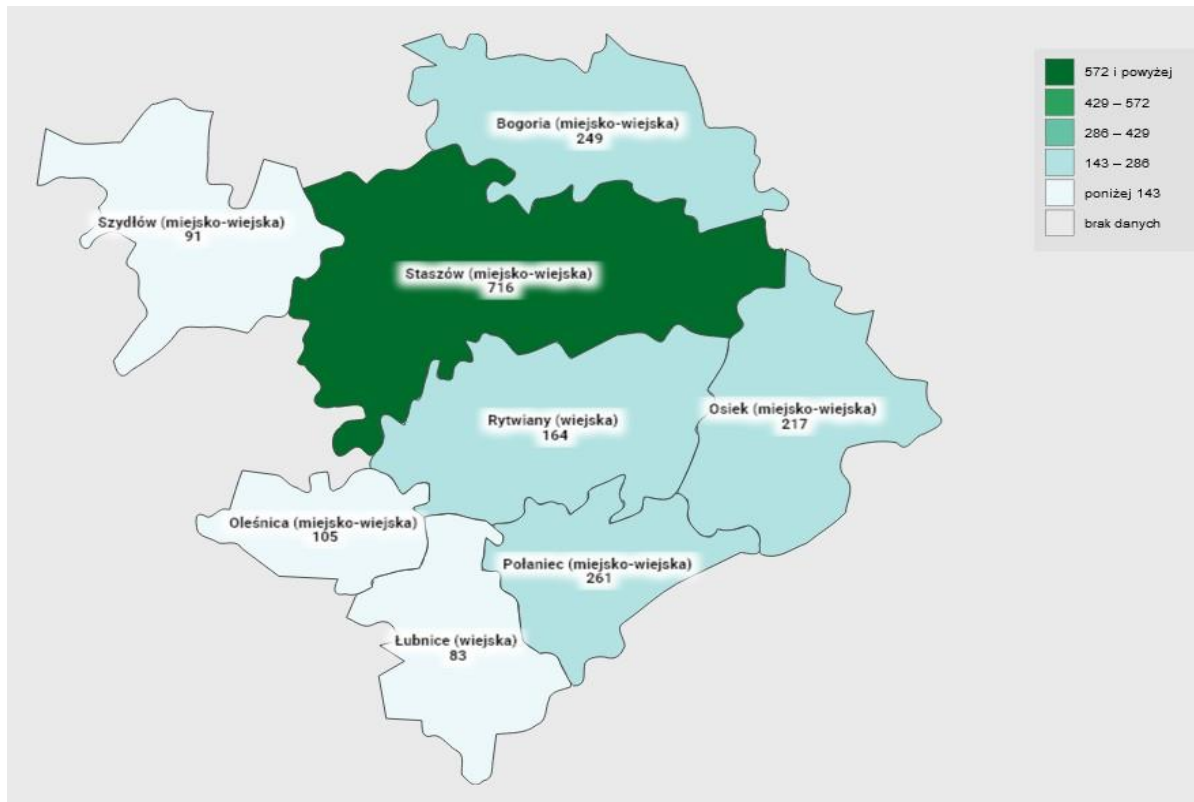 572 i powyżej
429 – 572
286 – 429
143 – 286
poniżej 143
brak danych
Bogoria (miejsko-wiejska)
249
Szydłów (miejsko-wiejska)
91
Staszów (miejsko-wiejska)
716
Osiek (miejsko-wiejska)
217
Rytwiany (wiejska)
164
Oleśnica (miejsko-wiejska)
105
Połaniec (miejsko-wiejska)
261
Łubnice (wiejska)
83